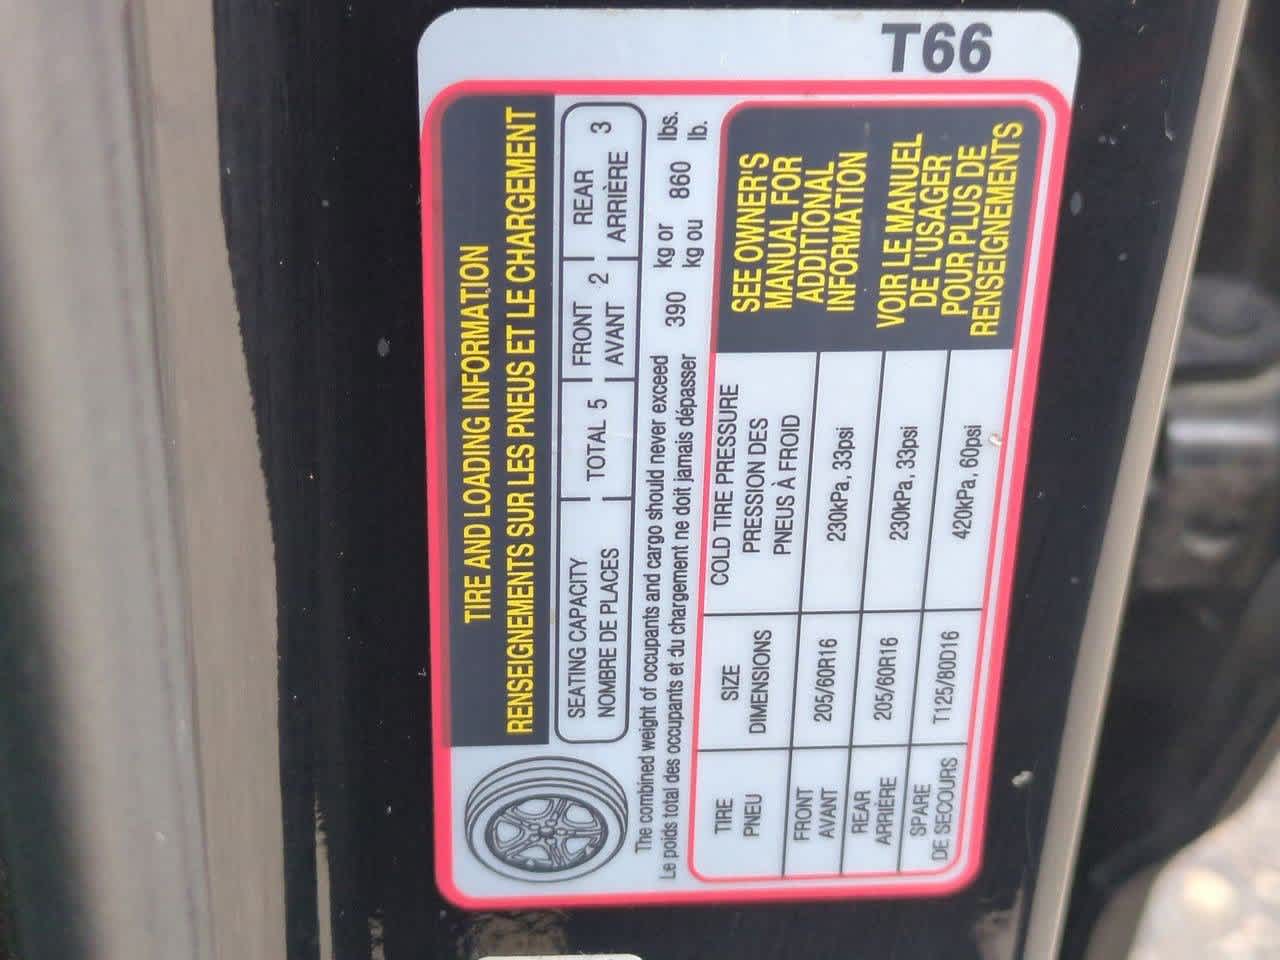 T66
TIRE AND LOADING INFORMATION
RENSEIGNEMENTS SUR LES PNEUS ET LE CHARGEMENT
SEATING CAPACITY TOTAL 5 FRONT 2 REAR 3
NOMBRE DE PLACES AVANT ARRIÈRE
The combined weight of occupants and cargo should never exceed 390 kg or 860 lbs.
Le poids total des occupants et du chargement ne doit jamais dépasser kg ou lb.
TIRE SIZE COLD TIRE PRESSURE
PNEU DIMENSIONS PRESSION DES
PNEUS À FROID
FRONT 205/60R16 230kPa, 33psi
AVANT
REAR 205/60R16 230kPa, 33psi
ARRIÈRE
SPARE T125/80D16 420kPa, 60psi
DE SECOURS
SEE OWNER'S
MANUAL FOR
ADDITIONAL
INFORMATION
VOIR LE MANUEL
DE L'USAGER
POUR PLUS DE
RENSEIGNEMENTS